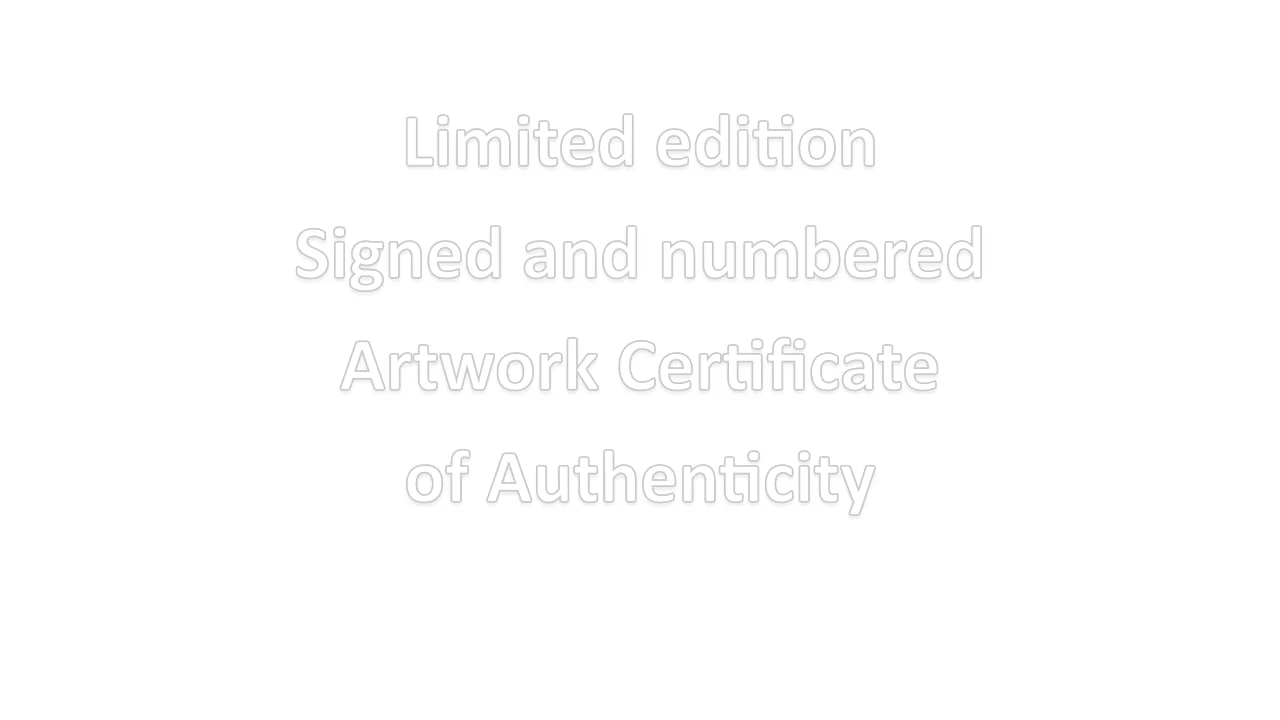 Limited edition
Signed and numbered
Artwork Certificate
of Authenticity